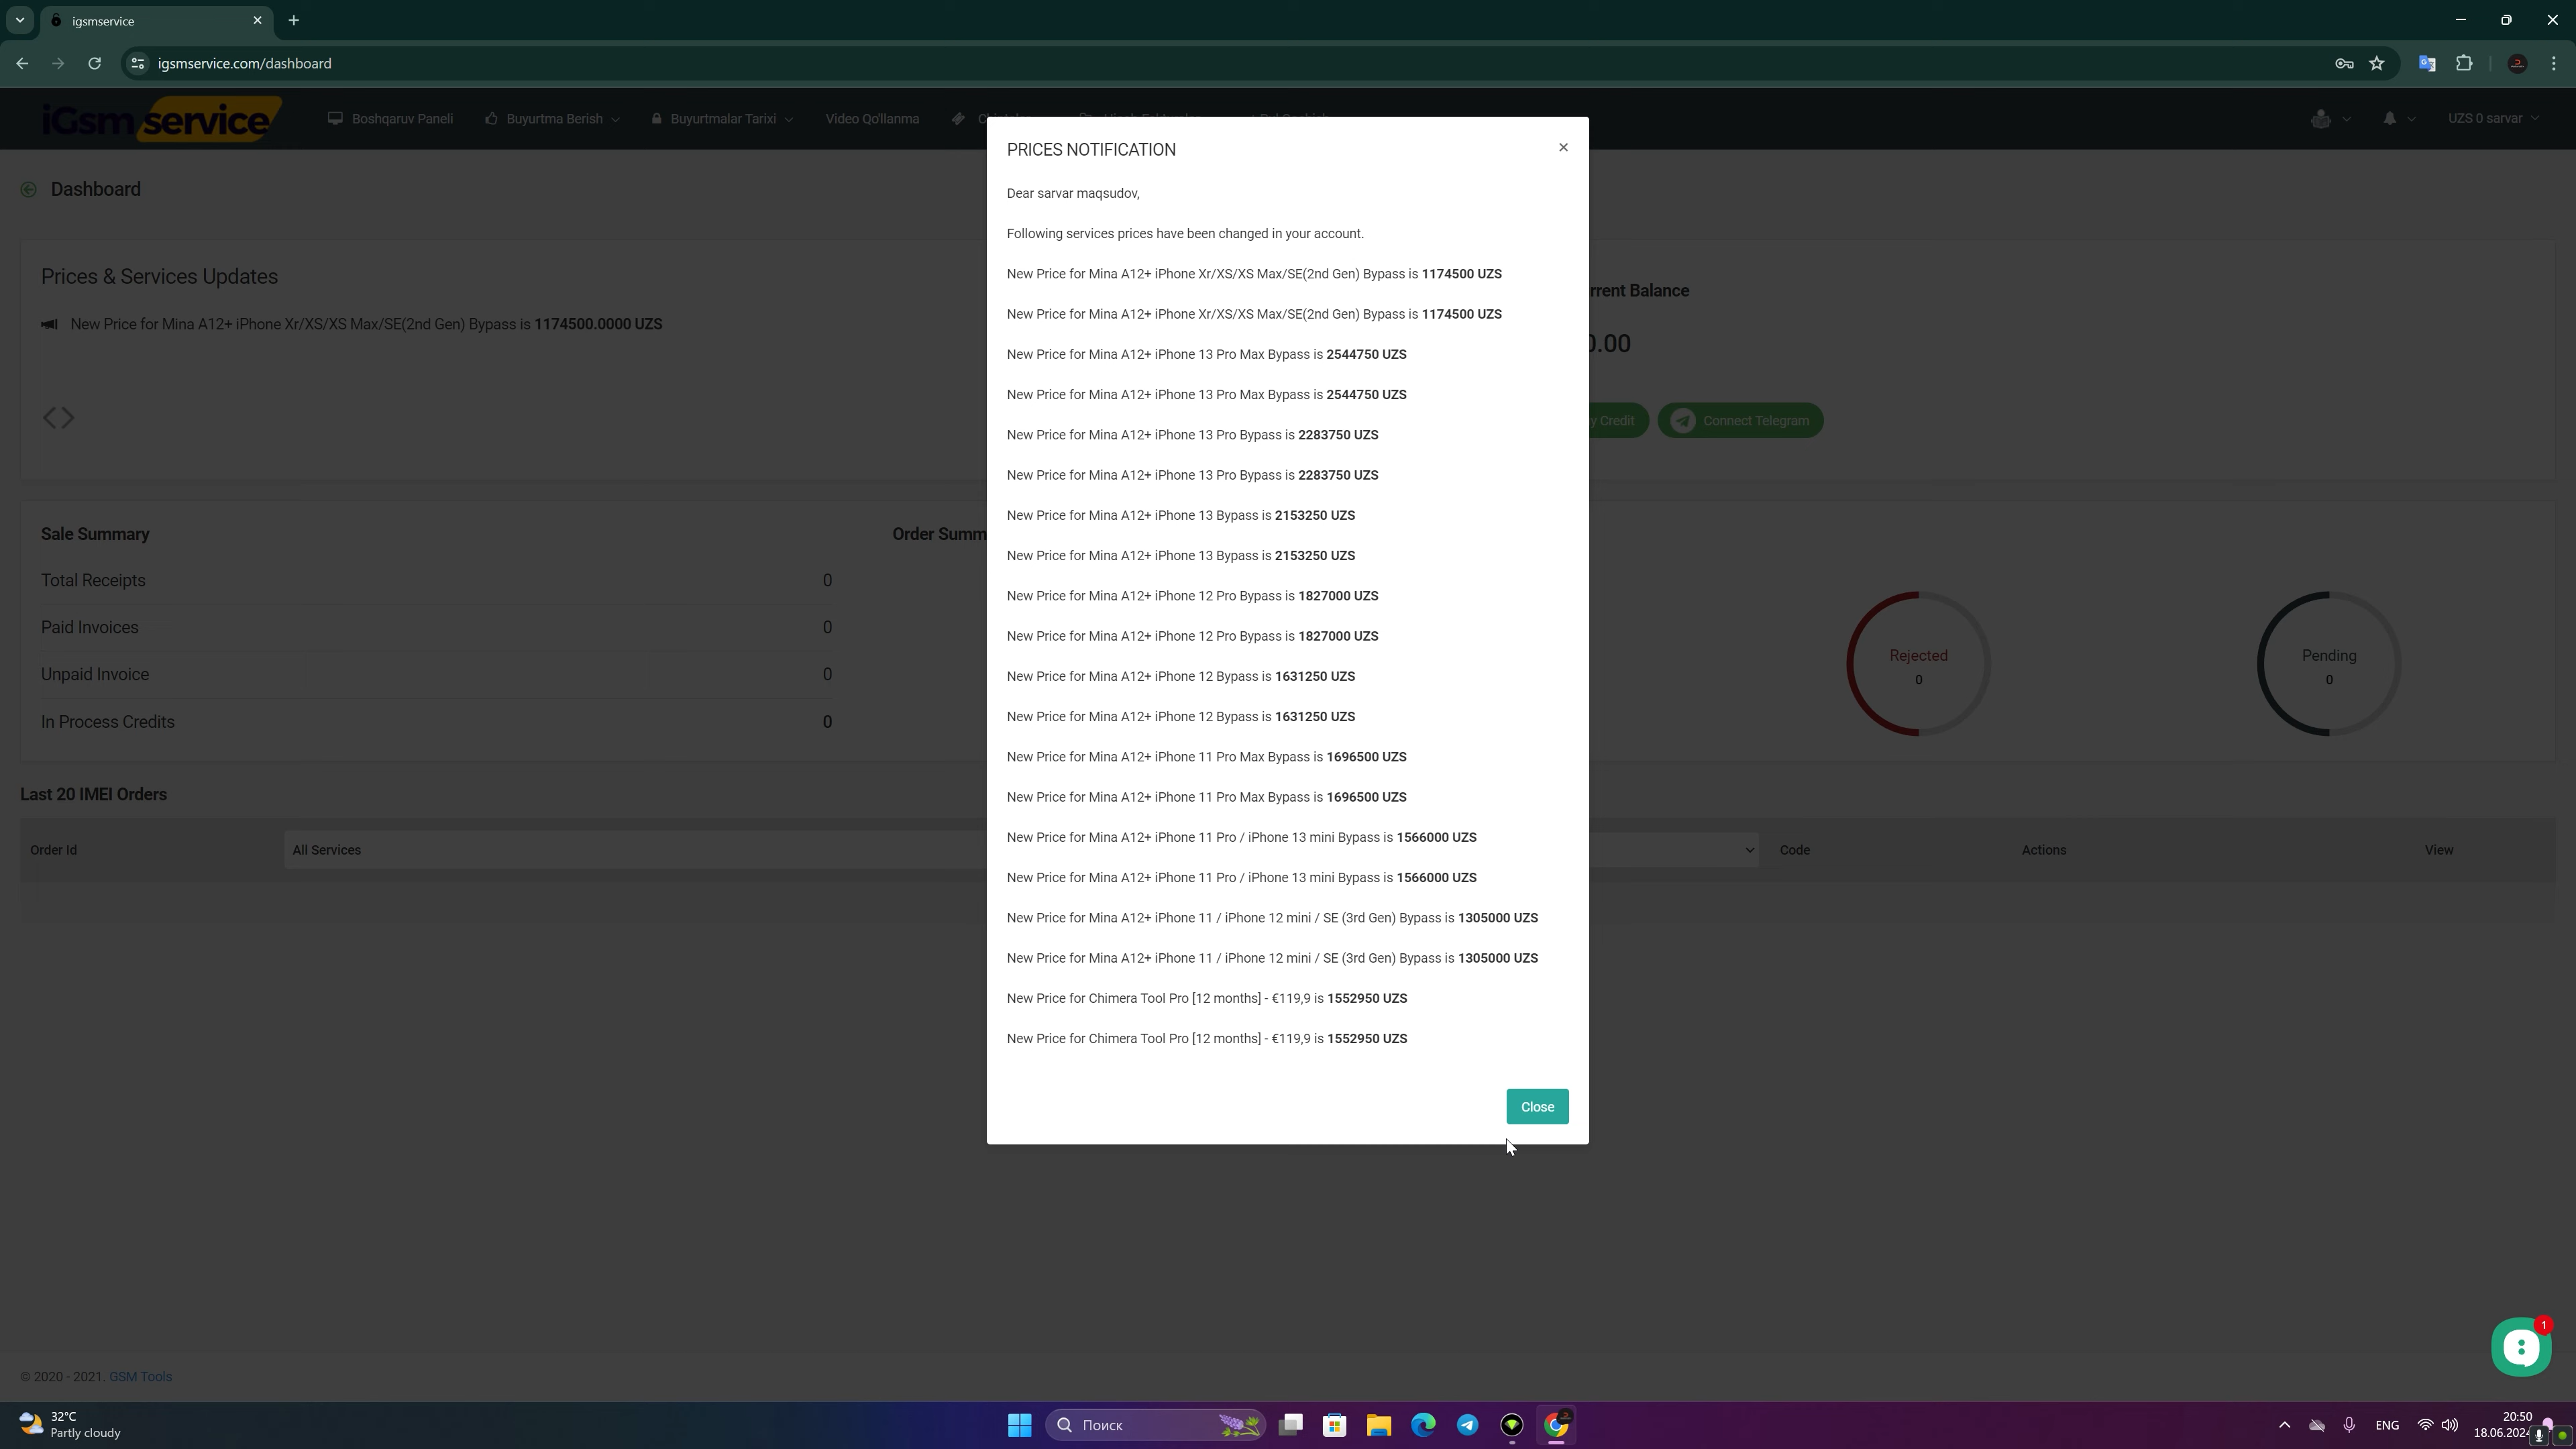 igsmservice
igsmservice.com/dashboard
iGsm service
Boshqaruv Paneli
Buyurtma Berish
Buyurtmalar Tarixi
Video Qo'llanma
UZS 0 sarvar
Dashboard
Prices & Services Updates
New Price for Mina A12+ iPhone Xr/XS/XS Max/SE(2nd Gen) Bypass is 1174500.0000 UZS
rrent Balance
0.00
y Credit
Connect Telegram
Sale Summary
Total Receipts 0
Paid Invoices 0
Unpaid Invoice 0
In Process Credits 0
Order Summ
Rejected
0
Pending
0
Last 20 IMEI Orders
Order Id
All Services
Code
Actions
View
PRICES NOTIFICATION
Dear sarvar maqsudov,
Following services prices have been changed in your account.
New Price for Mina A12+ iPhone Xr/XS/XS Max/SE(2nd Gen) Bypass is 1174500 UZS
New Price for Mina A12+ iPhone Xr/XS/XS Max/SE(2nd Gen) Bypass is 1174500 UZS
New Price for Mina A12+ iPhone 13 Pro Max Bypass is 2544750 UZS
New Price for Mina A12+ iPhone 13 Pro Max Bypass is 2544750 UZS
New Price for Mina A12+ iPhone 13 Pro Bypass is 2283750 UZS
New Price for Mina A12+ iPhone 13 Pro Bypass is 2283750 UZS
New Price for Mina A12+ iPhone 13 Bypass is 2153250 UZS
New Price for Mina A12+ iPhone 13 Bypass is 2153250 UZS
New Price for Mina A12+ iPhone 12 Pro Bypass is 1827000 UZS
New Price for Mina A12+ iPhone 12 Pro Bypass is 1827000 UZS
New Price for Mina A12+ iPhone 12 Bypass is 1631250 UZS
New Price for Mina A12+ iPhone 12 Bypass is 1631250 UZS
New Price for Mina A12+ iPhone 11 Pro Max Bypass is 1696500 UZS
New Price for Mina A12+ iPhone 11 Pro Max Bypass is 1696500 UZS
New Price for Mina A12+ iPhone 11 Pro / iPhone 13 mini Bypass is 1566000 UZS
New Price for Mina A12+ iPhone 11 Pro / iPhone 13 mini Bypass is 1566000 UZS
New Price for Mina A12+ iPhone 11 / iPhone 12 mini / SE (3rd Gen) Bypass is 1305000 UZS
New Price for Mina A12+ iPhone 11 / iPhone 12 mini / SE (3rd Gen) Bypass is 1305000 UZS
New Price for Chimera Tool Pro [12 months] - €119,9 is 1552950 UZS
New Price for Chimera Tool Pro [12 months] - €119,9 is 1552950 UZS
Close
1
© 2020 - 2021. GSM Tools
32°C
Partly cloudy
Поиск
ENG
20:50
18.06.2024